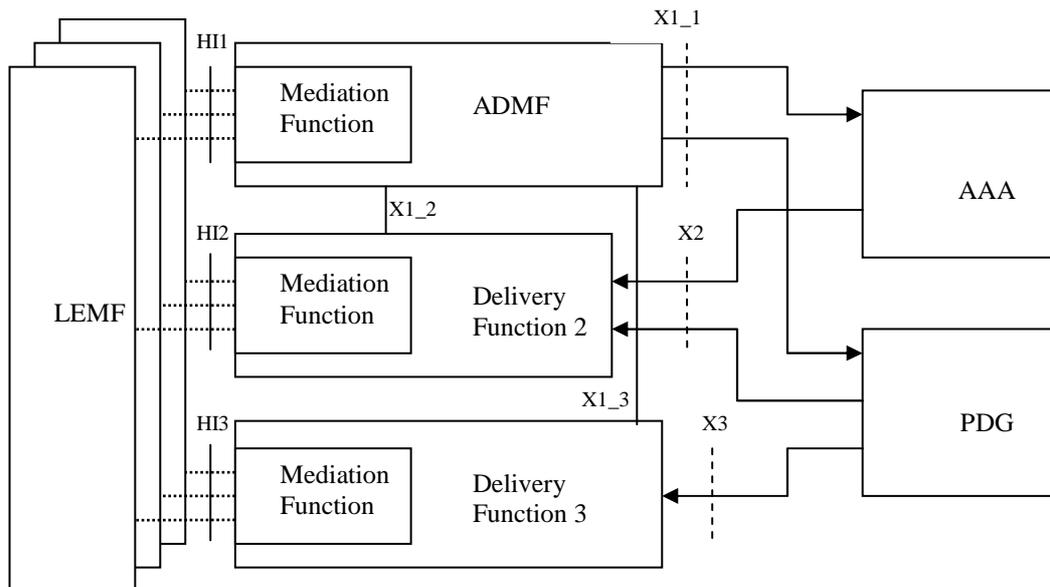 X1_1
HI1
Mediation
Function
ADMF
AAA
X1_2
HI2
X2
Mediation
Function
Delivery
Function 2
LEMF
X1_3
HI3
X3
PDG
Mediation
Function
Delivery
Function 3